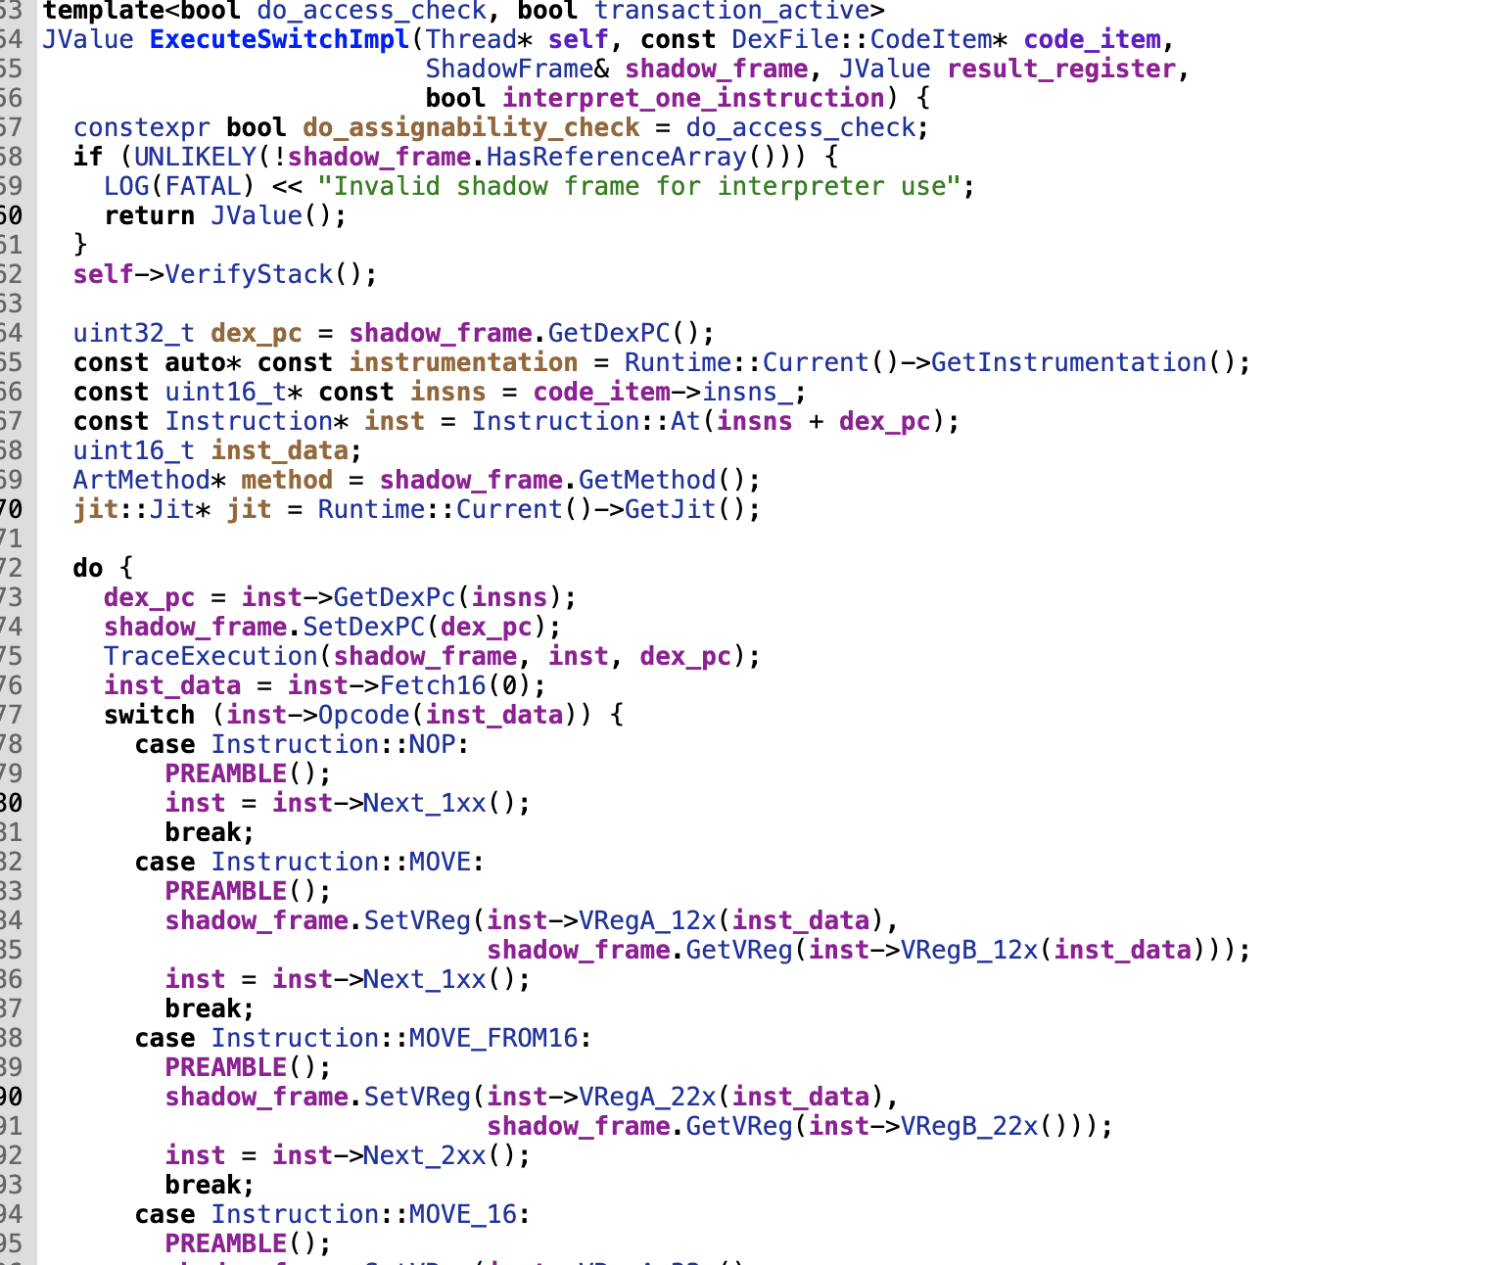 53 template<bool do_access_check, bool transaction_active>
54 JValue ExecuteSwitchImpl(Thread* self, const DexFile::CodeItem* code_item,
55                          ShadowFrame& shadow_frame, JValue result_register,
56                          bool interpret_one_instruction) {
57   constexpr bool do_assignability_check = do_access_check;
58   if (UNLIKELY(!shadow_frame.HasReferenceArray())) {
59     LOG(FATAL) << "Invalid shadow frame for interpreter use";
60     return JValue();
61   }
62   self->VerifyStack();
63
64   uint32_t dex_pc = shadow_frame.GetDexPC();
65   const auto* const instrumentation = Runtime::Current()->GetInstrumentation();
66   const uint16_t* const insns = code_item->insns_;
67   const Instruction* inst = Instruction::At(insns + dex_pc);
68   uint16_t inst_data;
69   ArtMethod* method = shadow_frame.GetMethod();
70   jit::Jit* jit = Runtime::Current()->GetJit();
71
72   do {
73     dex_pc = inst->GetDexPc(insns);
74     shadow_frame.SetDexPC(dex_pc);
75     TraceExecution(shadow_frame, inst, dex_pc);
76     inst_data = inst->Fetch16(0);
77     switch (inst->Opcode(inst_data)) {
78       case Instruction::NOP:
79         PREAMBLE();
80         inst = inst->Next_1xx();
81         break;
82       case Instruction::MOVE:
83         PREAMBLE();
84         shadow_frame.SetVReg(inst->VRegA_12x(inst_data),
85                              shadow_frame.GetVReg(inst->VRegB_12x(inst_data)));
86         inst = inst->Next_1xx();
87         break;
88       case Instruction::MOVE_FROM16:
89         PREAMBLE();
90         shadow_frame.SetVReg(inst->VRegA_22x(inst_data),
91                              shadow_frame.GetVReg(inst->VRegB_22x()));
92         inst = inst->Next_2xx();
93         break;
94       case Instruction::MOVE_16:
95         PREAMBLE();